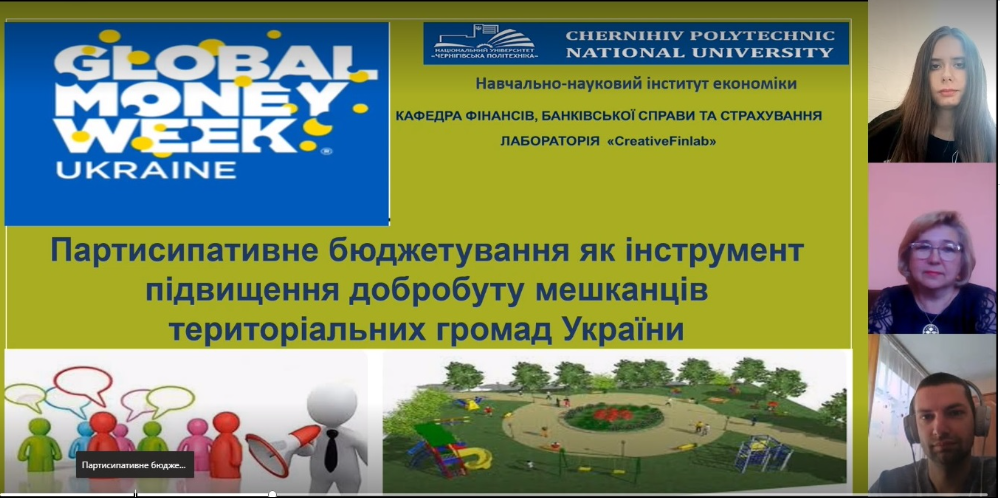 GLOBAL
MONEY
WEEK®
UKRAINE
НАЦІОНАЛЬНИЙ УНІВЕРСИТЕТ
«ЧЕРНІГІВСЬКА ПОЛІТЕХНІКА»
CHERNIHIV POLYTECHNIC
NATIONAL UNIVERSITY
Навчально-науковий інститут економіки
КАФЕДРА ФІНАНСІВ, БАНКІВСЬКОЇ СПРАВИ ТА СТРАХУВАННЯ
ЛАБОРАТОРІЯ «CreativeFinlab»
Партисипативне бюджетування як інструмент
підвищення добробуту мешканців
територіальних громад України
Партисипативне бюдже...